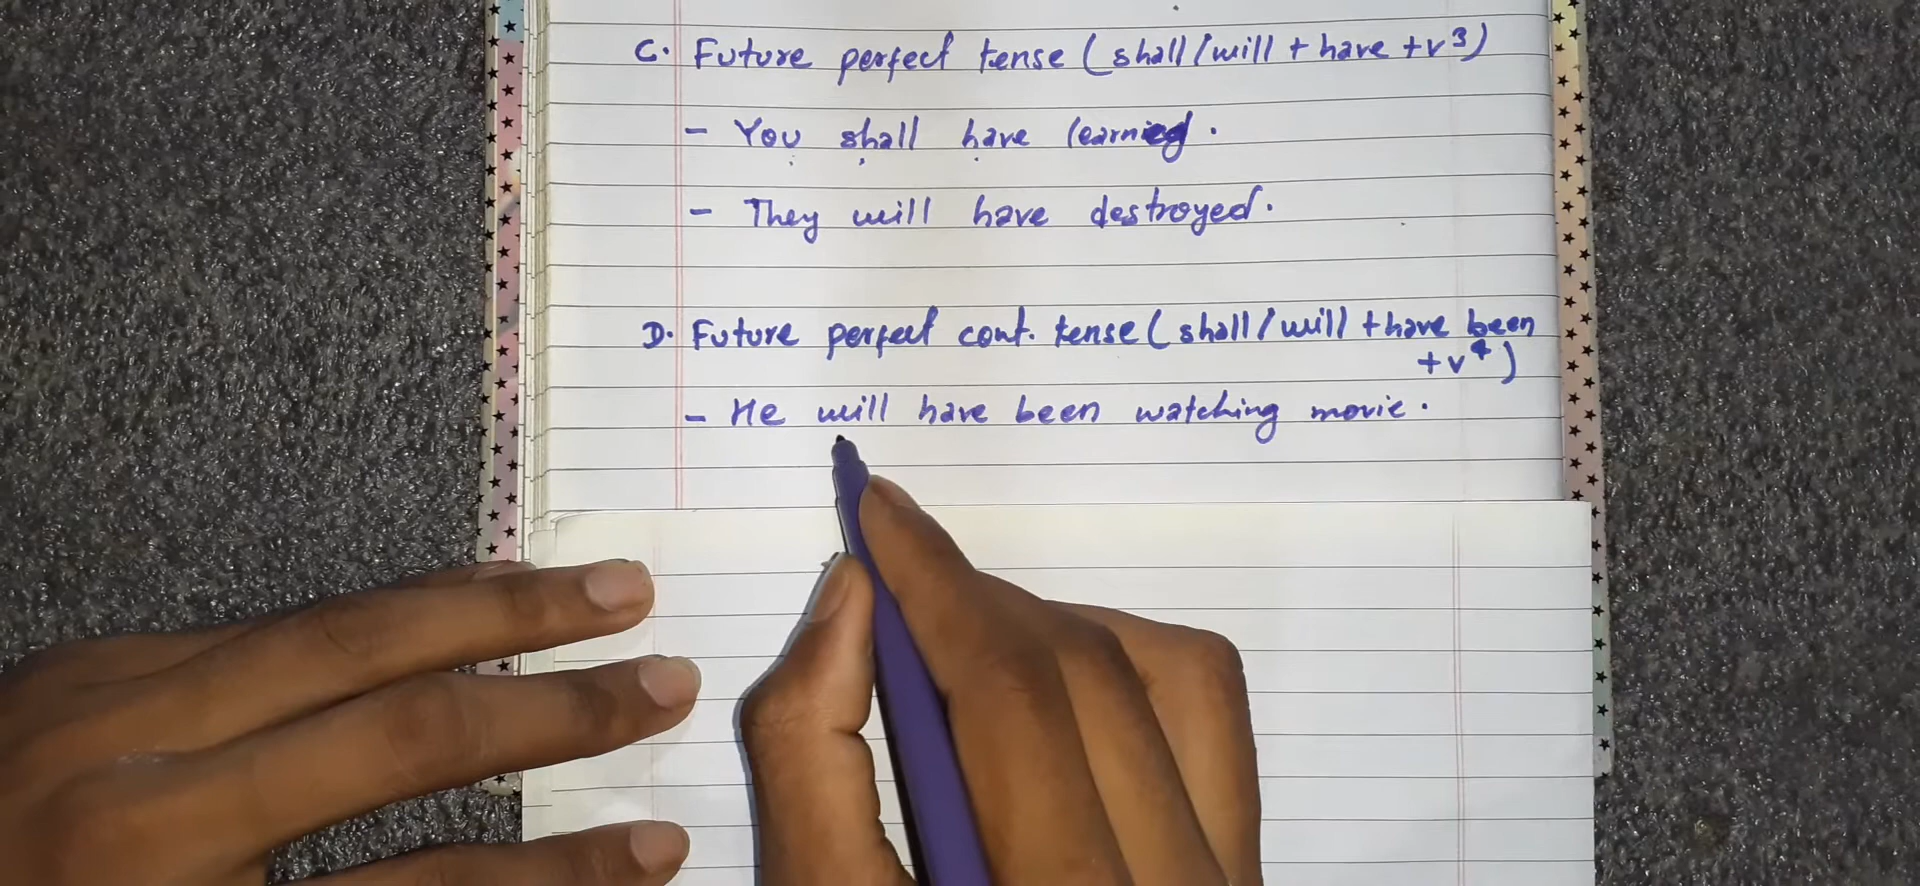 C. Future perfect tense (shall/will + have + v3)
- You shall have learned.
- They will have destroyed.
D. Future perfect cont. tense (shall/will + have been
+ v4)
- He will have been watching movie.